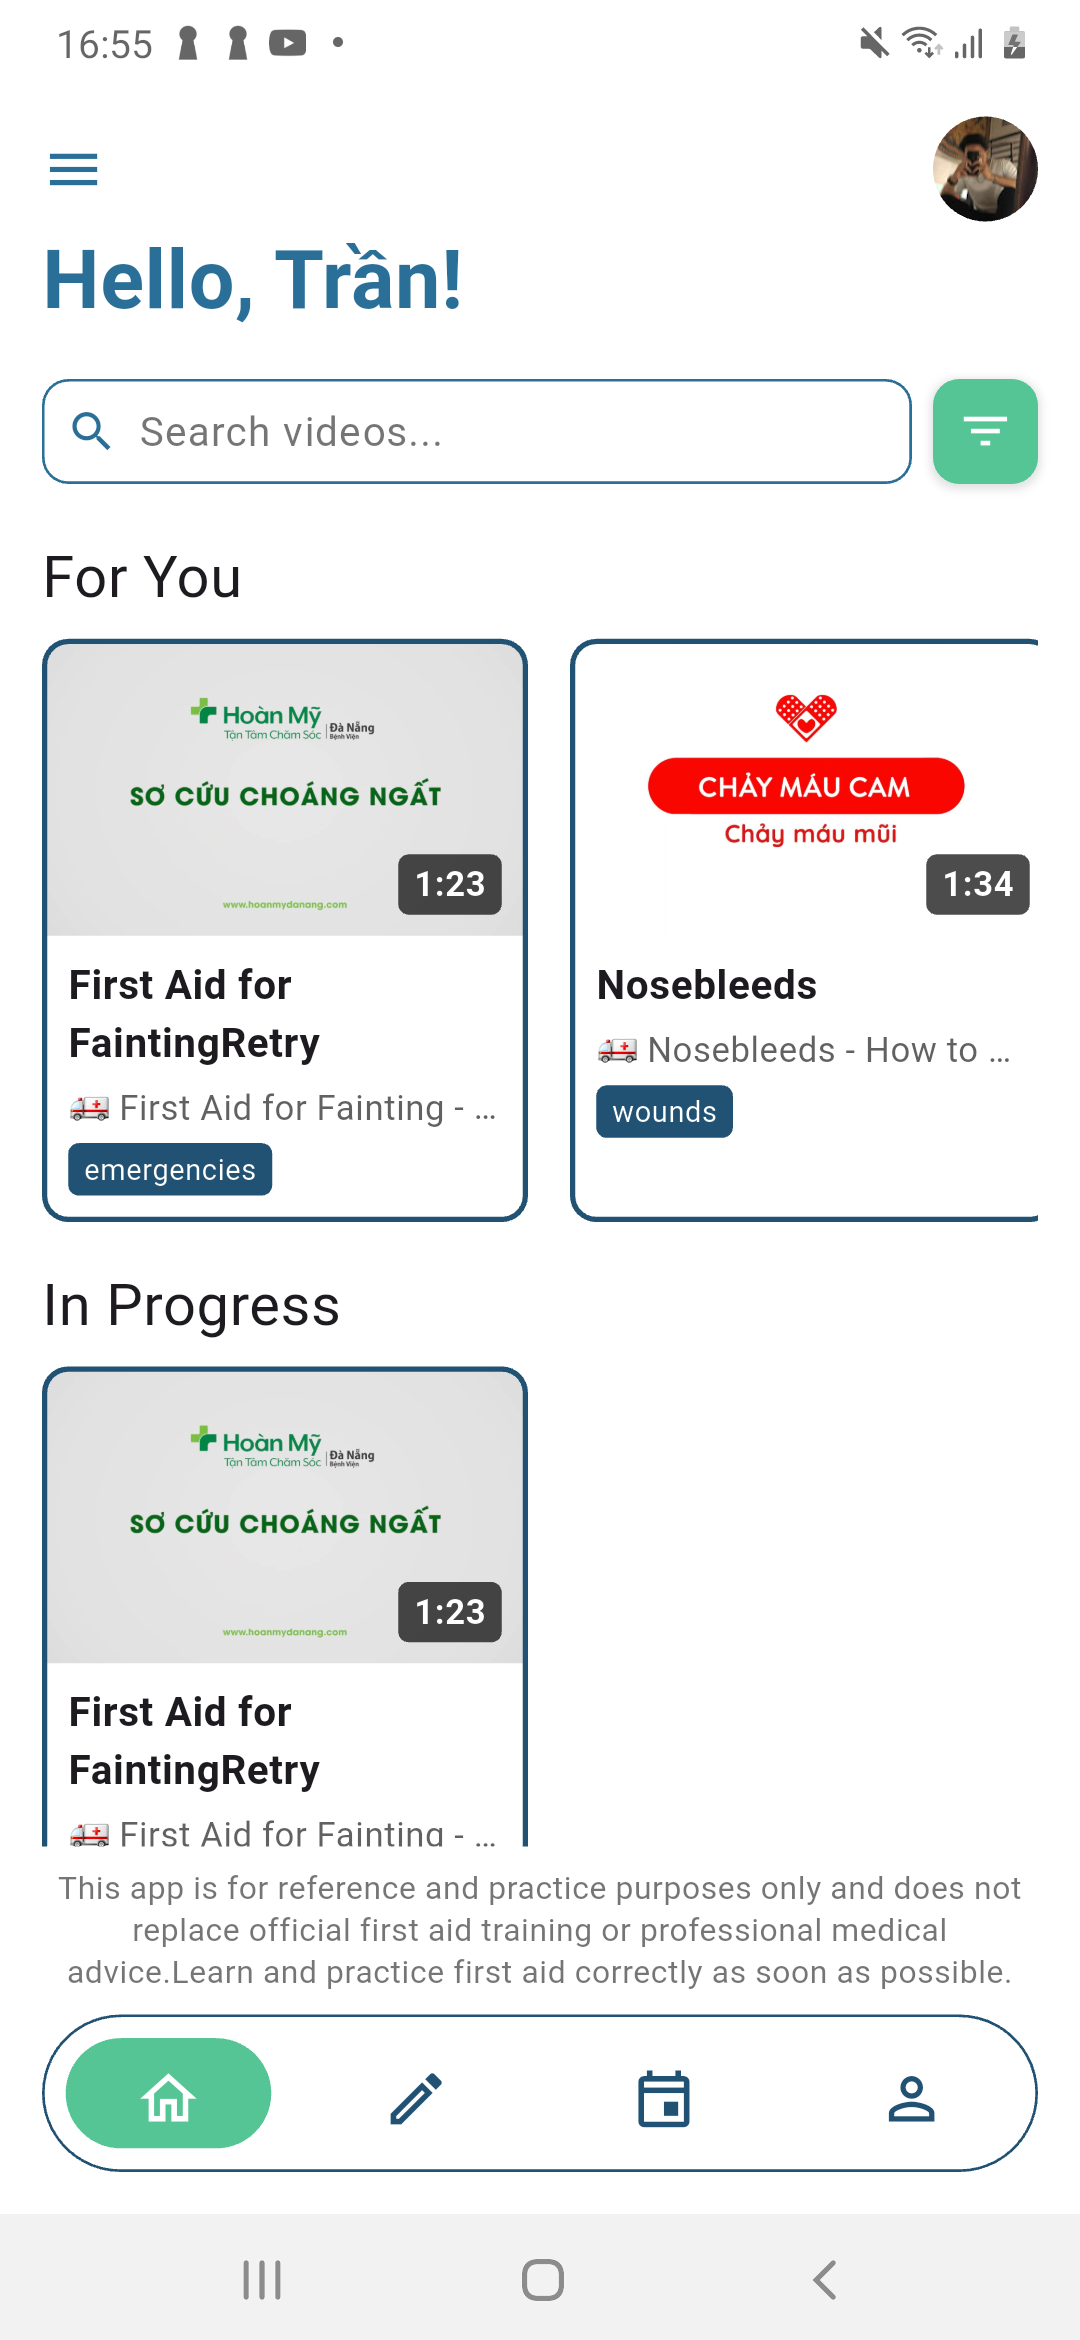 16:55
Hello, Trần!
Search videos...
For You
Hoàn Mỹ
Tận Tâm Chăm Sóc
Đà Nẵng
Bệnh Viện
SƠ CỨU CHOÁNG NGẤT
1:23
www.hoanmydanang.com
First Aid for
FaintingRetry
🚑 First Aid for Fainting - ...
emergencies
CHẢY MÁU CAM
Chảy máu mũi
1:34
Nosebleeds
🚑 Nosebleeds - How to ...
wounds
In Progress
Hoàn Mỹ
Tận Tâm Chăm Sóc
Đà Nẵng
Bệnh Viện
SƠ CỨU CHOÁNG NGẤT
1:23
www.hoanmydanang.com
First Aid for
FaintingRetry
🚑 First Aid for Fainting - ...
This app is for reference and practice purposes only and does not
replace official first aid training or professional medical
advice.Learn and practice first aid correctly as soon as possible.